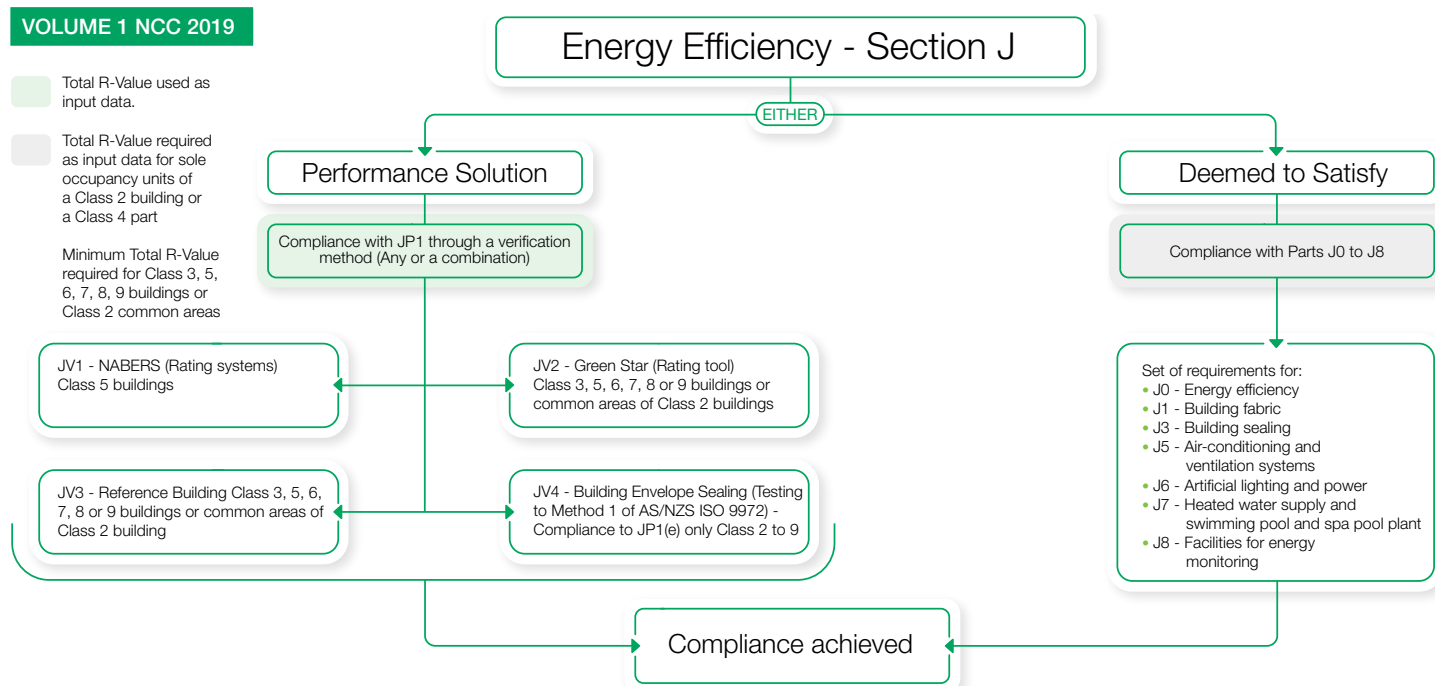 VOLUME 1 NCC 2019
Energy Efficiency - Section J
Total R-Value used as
input data.
Total R-Value required
as input data for sole
occupancy units of
a Class 2 building or
a Class 4 part
Minimum Total R-Value
required for Class 3, 5,
6, 7, 8, 9 buildings or
Class 2 common areas
EITHER
Performance Solution
Deemed to Satisfy
Compliance with JP1 through a verification
method (Any or a combination)
Compliance with Parts J0 to J8
JV1 - NABERS (Rating systems)
Class 5 buildings
JV2 - Green Star (Rating tool)
Class 3, 5, 6, 7, 8 or 9 buildings or
common areas of Class 2 buildings
JV3 - Reference Building Class 3, 5, 6,
7, 8 or 9 buildings or common areas of
Class 2 building
JV4 - Building Envelope Sealing (Testing
to Method 1 of AS/NZS ISO 9972) -
Compliance to JP1(e) only Class 2 to 9
Set of requirements for:
• J0 - Energy efficiency
• J1 - Building fabric
• J3 - Building sealing
• J5 - Air-conditioning and
ventilation systems
• J6 - Artificial lighting and power
• J7 - Heated water supply and
swimming pool and spa pool plant
• J8 - Facilities for energy
monitoring
Compliance achieved